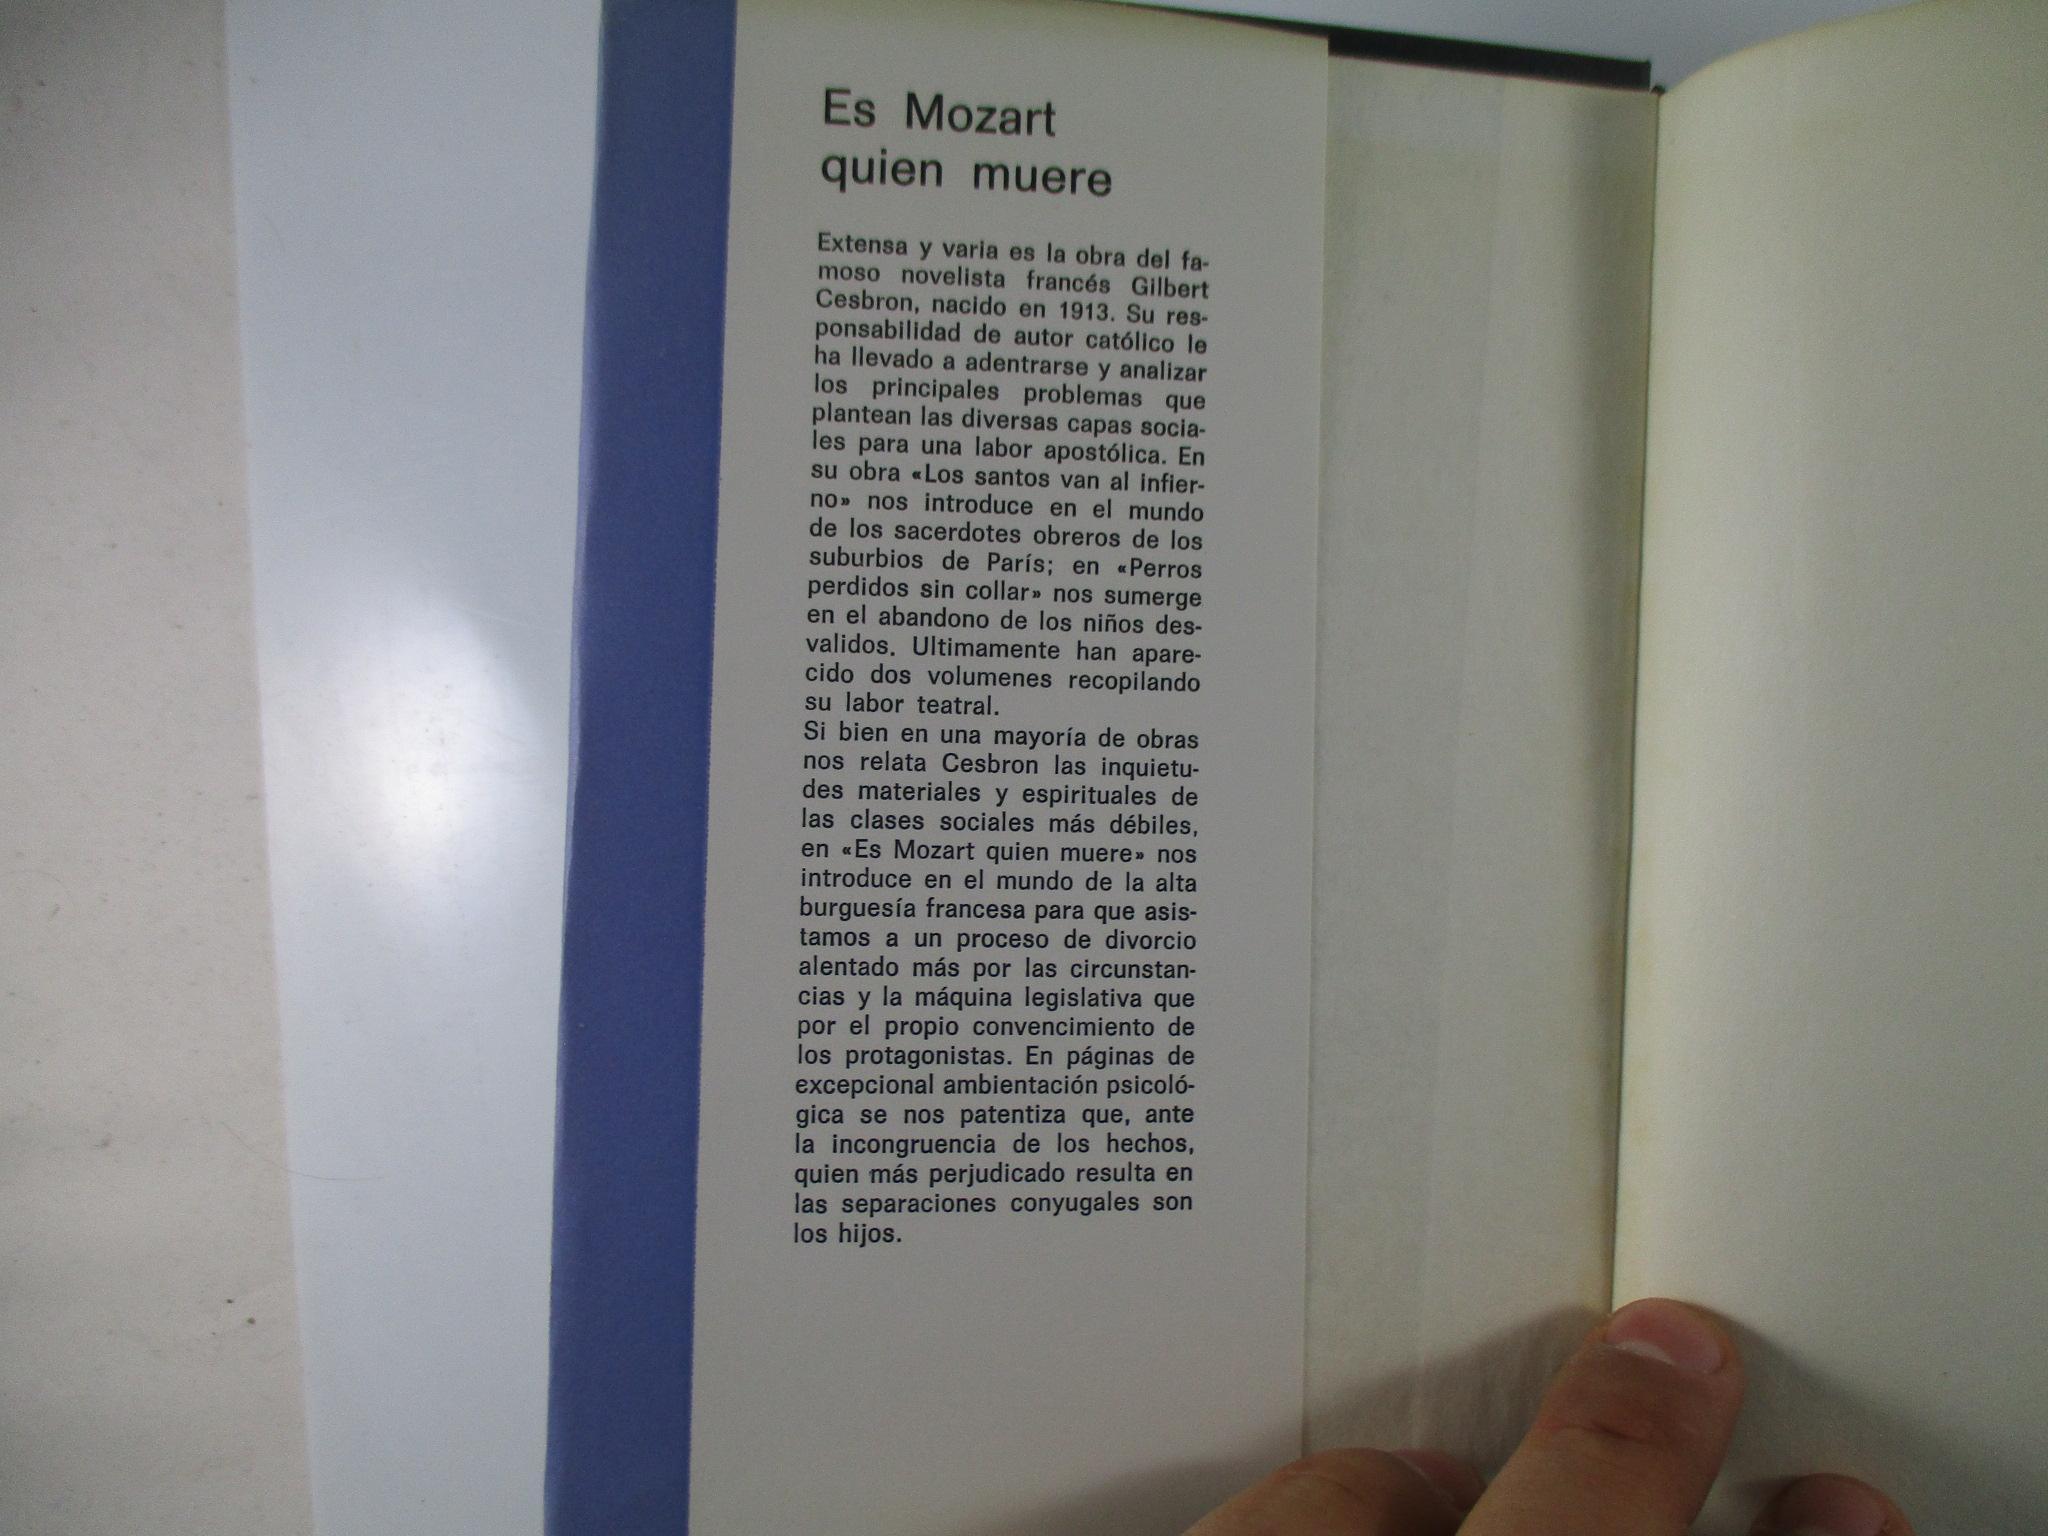 Es Mozart
quien muere
Extensa y varia es la obra del fa-
moso novelista francés Gilbert
Cesbron, nacido en 1913. Su res-
ponsabilidad de autor católico le
ha llevado a adentrarse y analizar
los principales problemas que
plantean las diversas capas socia-
les para una labor apostólica. En
su obra «Los santos van al infier-
no» nos introduce en el mundo
de los sacerdotes obreros de los
suburbios de París; en «Perros
perdidos sin collar» nos sumerge
en el abandono de los niños des-
validos. Ultimamente han apare-
cido dos volumenes recopilando
su labor teatral.
Si bien en una mayoría de obras
nos relata Cesbron las inquietu-
des materiales y espirituales de
las clases sociales más débiles,
en «Es Mozart quien muere» nos
introduce en el mundo de la alta
burguesía francesa para que asis-
tamos a un proceso de divorcio
alentado más por las circunstan-
cias y la máquina legislativa que
por el propio convencimiento de
los protagonistas. En páginas de
excepcional ambientación psicoló-
gica se nos patentiza que, ante
la incongruencia de los hechos,
quien más perjudicado resulta en
las separaciones conyugales son
los hijos.